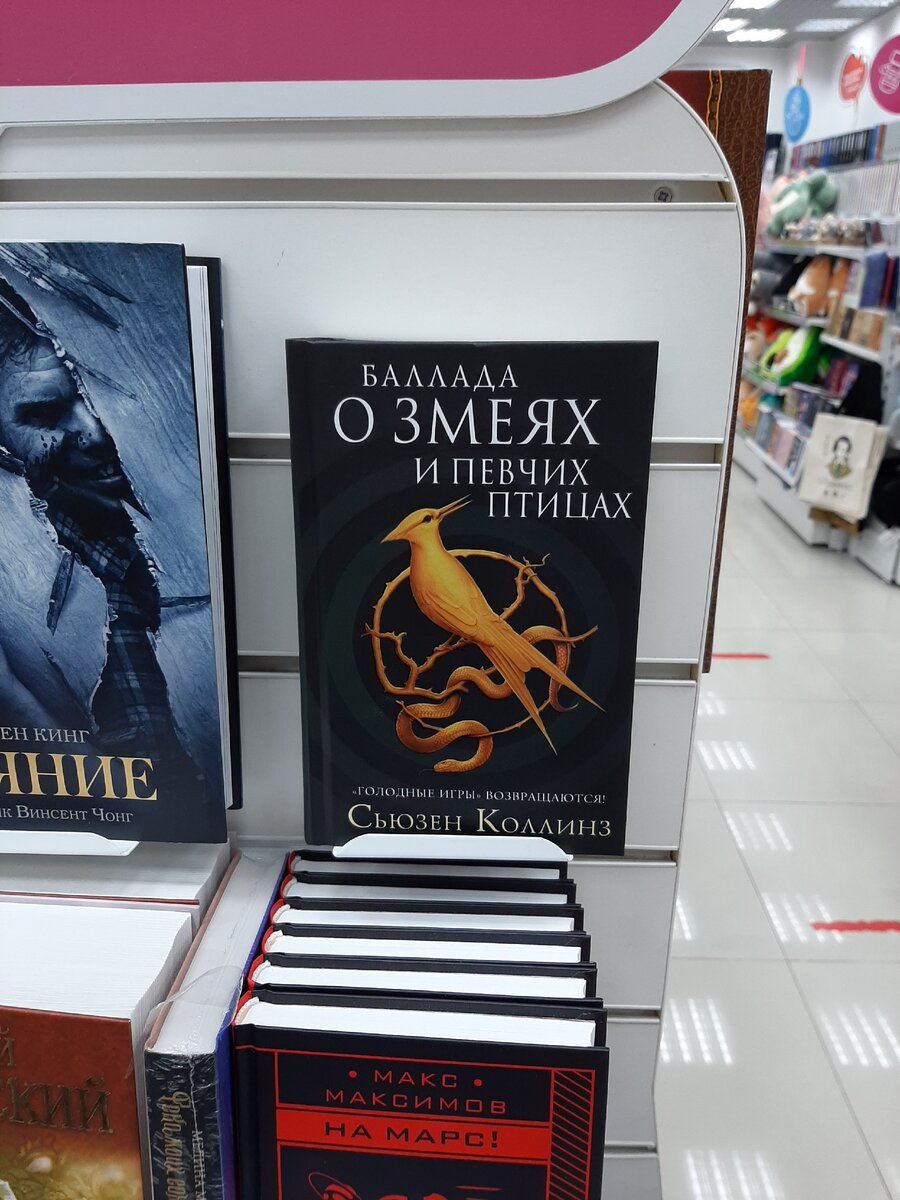 БАЛЛАДА
О ЗМЕЯХ
И ПЕВЧИХ
ПТИЦАХ
«ГОЛОДНЫЕ ИГРЫ» ВОЗВРАЩАЮТСЯ!
СЬЮЗЕН КОЛЛИНЗ
ЕН КИНГ
ЯНИЕ
ИК ВИНСЕНТ ЧОНГ
Й
СКИЙ
• МАКС •
МАКСИМОВ
НА МАРС!